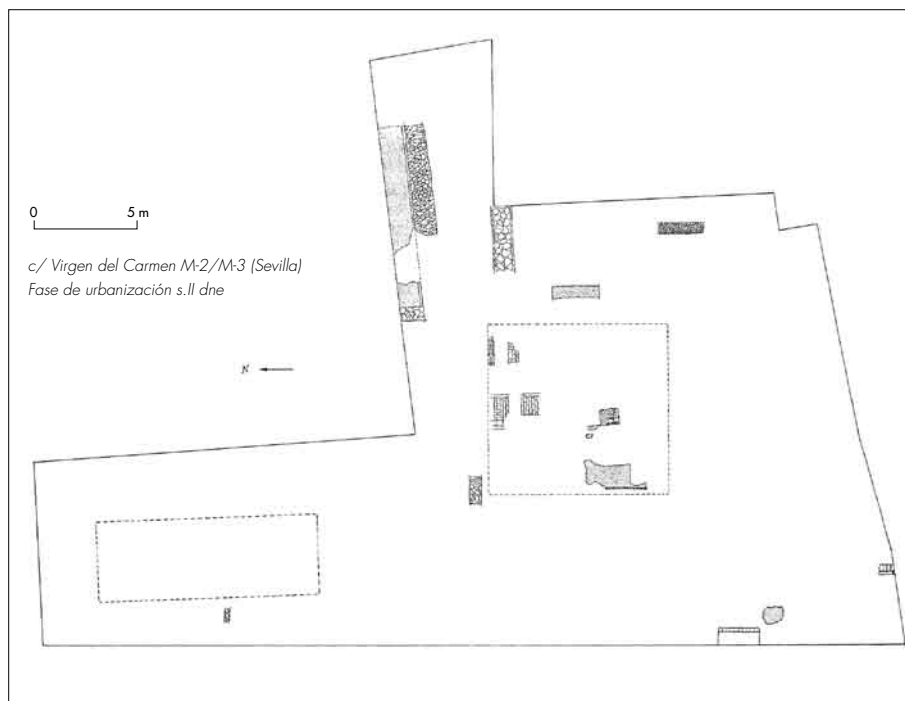 0 5 m
c/ Virgen del Carmen M-2/M-3 (Sevilla)
Fase de urbanización s.II dne
N